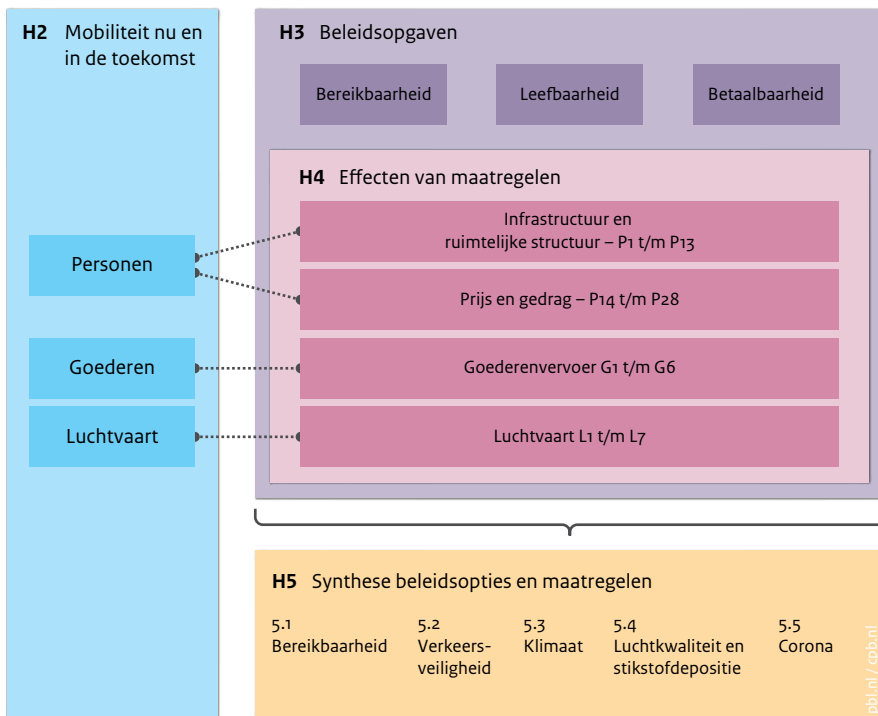 H2 Mobiliteit nu en
in de toekomst
Personen
Goederen
Luchtvaart
H3 Beleidsopgaven
Bereikbaarheid
Leefbaarheid
Betaalbaarheid
H4 Effecten van maatregelen
Infrastructuur en
ruimtelijke structuur – P1 t/m P13
Prijs en gedrag – P14 t/m P28
Goederenvervoer G1 t/m G6
Luchtvaart L1 t/m L7
H5 Synthese beleidsopties en maatregelen
5.1
Bereikbaarheid
5.2
Verkeers-
veiligheid
5.3
Klimaat
5.4
Luchtkwaliteit en
stikstofdepositie
5.5
Corona
pbl.nl / cpb.nl